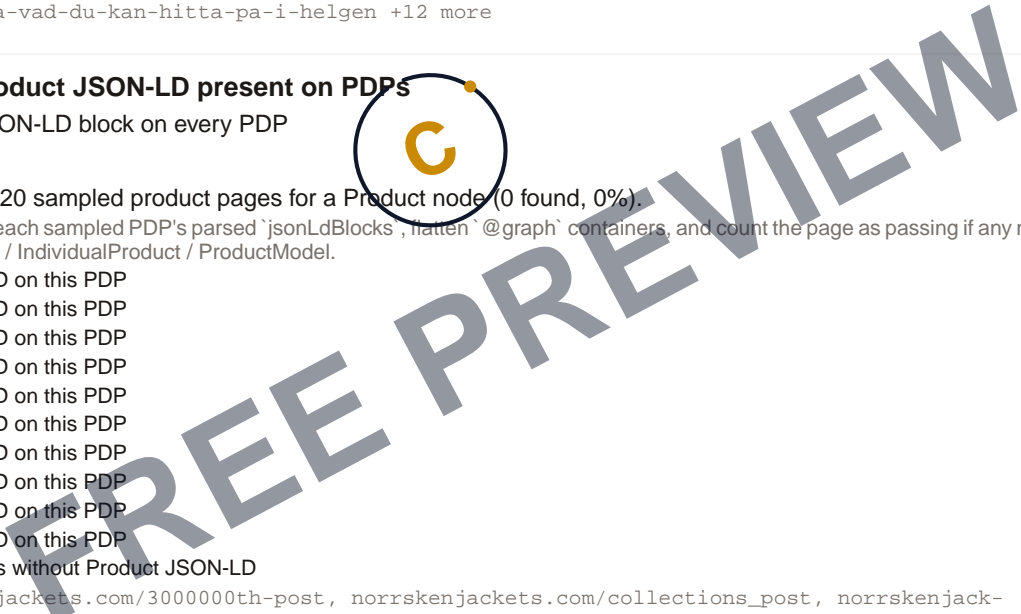 a-vad-du-kan-hitta-pa-i-helgen +12 more
oduct JSON-LD present on PDPs
ON-LD block on every PDP
C
20 sampled product pages for a Product node (0 found, 0%).
each sampled PDP's parsed `jsonLdBlocks`, flatten `@graph` containers, and count the page as passing if any
/ IndividualProduct / ProductModel.
D on this PDP
D on this PDP
D on this PDP
D on this PDP
D on this PDP
D on this PDP
D on this PDP
D on this PDP
D on this PDP
D on this PDP
s without Product JSON-LD
jackets.com/3000000th-post, norrskenjackets.com/collections_post, norrskenjack-
FREE PREVIEW